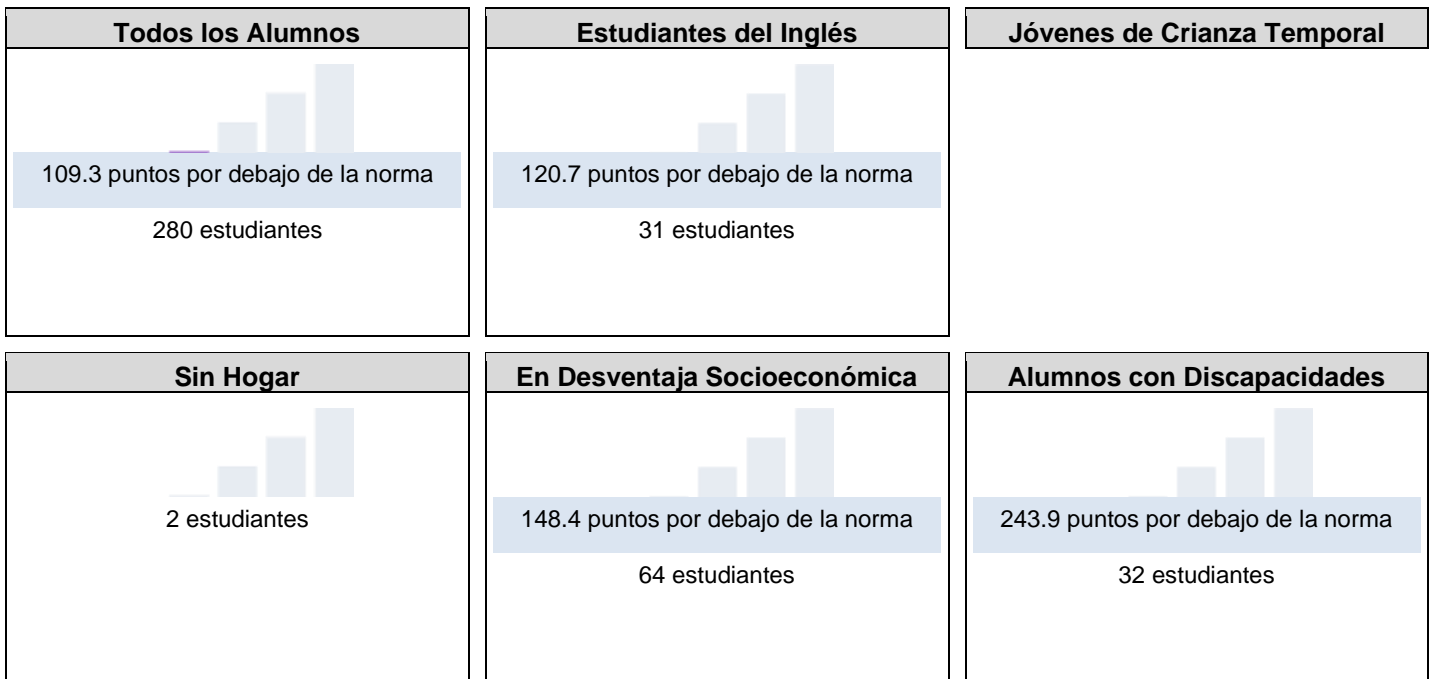 Todos los Alumnos
109.3 puntos por debajo de la norma
280 estudiantes
Estudiantes del Inglés
120.7 puntos por debajo de la norma
31 estudiantes
Jóvenes de Crianza Temporal
Sin Hogar
2 estudiantes
En Desventaja Socioeconómica
148.4 puntos por debajo de la norma
64 estudiantes
Alumnos con Discapacidades
243.9 puntos por debajo de la norma
32 estudiantes